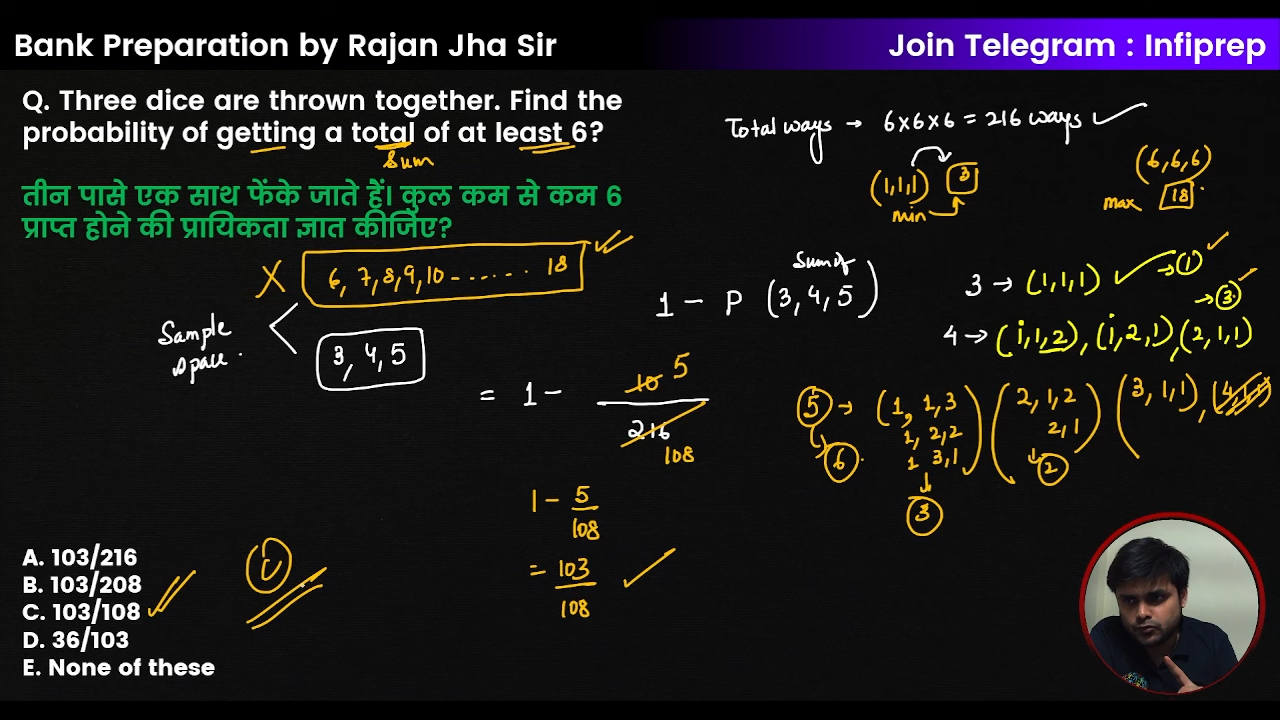 Bank Preparation by Rajan Jha Sir
Join Telegram : Infiprep
Q. Three dice are thrown together. Find the
probability of getting a total of at least 6?
Sum
तीन पासे एक साथ फेंके जाते हैं। कुल कम से कम 6
प्राप्त होने की प्रायिकता ज्ञात कीजिए?
Total ways → 6x6x6 = 216 ways
(1,1,1) 3
min
(6,6,6)
max 18
X 6, 7, 8, 9, 10 ------- 18
Sample
space.
3, 4, 5
Sum of
1 - P (3, 4, 5)
3 → (1,1,1) → 1
→ 3
4 → (1,1,2), (1,2,1), (2,1,1)
5 → (1, 1, 3) (2, 1, 2) (3, 1, 1),
1, 2, 2
2, 1
1 3, 1
6
2
3
= 1 - 10 5
216
108
1 - 5
108
= 103
108
A. 103/216
B. 103/208
C. 103/108
D. 36/103
E. None of these